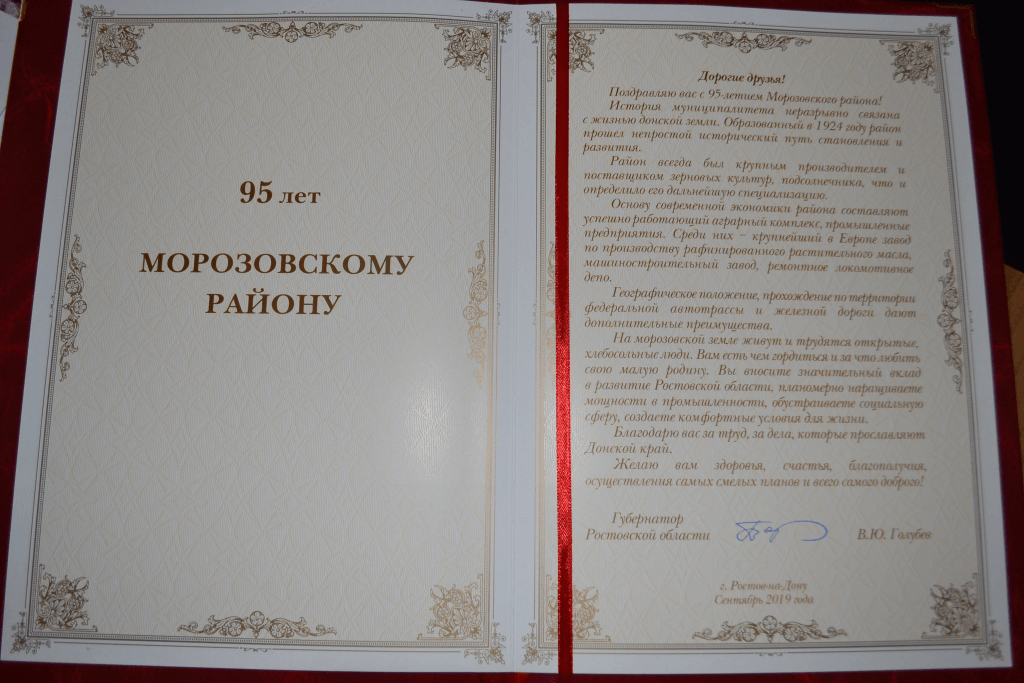 95 лет
МОРОЗОВСКОМУ
РАЙОНУ
Дорогие друзья!
Поздравляю вас с 95-летием Морозовского района!
История муниципалитета неразрывно связана
с жизнью донской земли. Образованный в 1924 году район
прошел непростой исторический путь становления и
развития.
Район всегда был крупным производителем и
поставщиком зерновых культур, подсолнечника, что и
определило его дальнейшую специализацию.
Основу современной экономики района составляют
успешно работающий аграрный комплекс, промышленные
предприятия. Среди них – крупнейший в Европе завод
по производству рафинированного растительного масла,
машиностроительный завод, ремонтное локомотивное
депо.
Географическое положение, прохождение по территории
федеральной автотрассы и железной дороги дают
дополнительные преимущества.
На морозовской земле живут и трудятся открытые,
хлебосольные люди. Вам есть чем гордиться и за что любить
свою малую родину. Вы вносите значительный вклад
в развитие Ростовской области, планомерно наращиваете
мощности в промышленности, обустраиваете социальную
сферу, создаете комфортные условия для жизни.
Благодарю вас за труд, за дела, которые прославляют
Донской край.
Желаю вам здоровья, счастья, благополучия,
осуществления самых смелых планов и всего самого доброго!
Губернатор
Ростовской области В.Ю. Голубев
г. Ростов-на-Дону
Сентябрь 2019 года